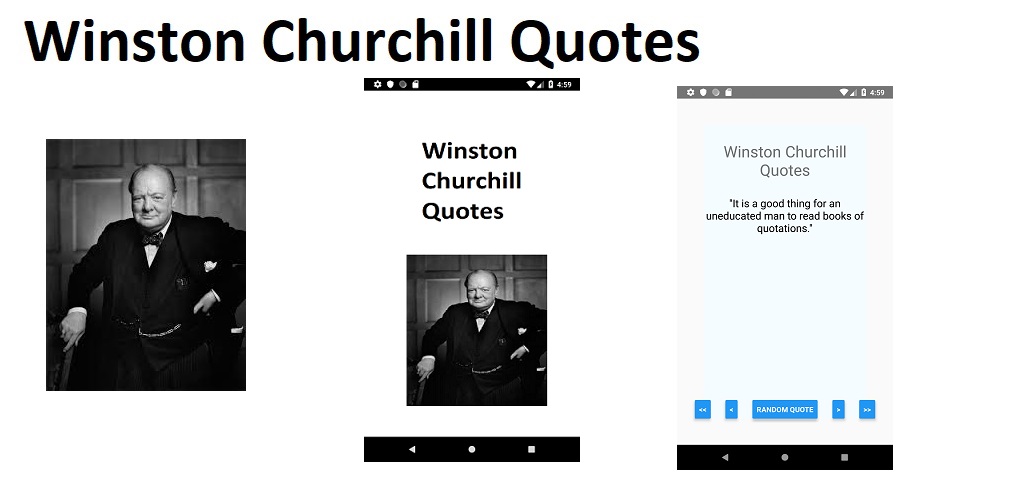 Winston Churchill Quotes
4:59
Winston
Churchill
Quotes
4:59
Winston Churchill
Quotes
"It is a good thing for an
uneducated man to read books of
quotations."
<< < RANDOM QUOTE > >>